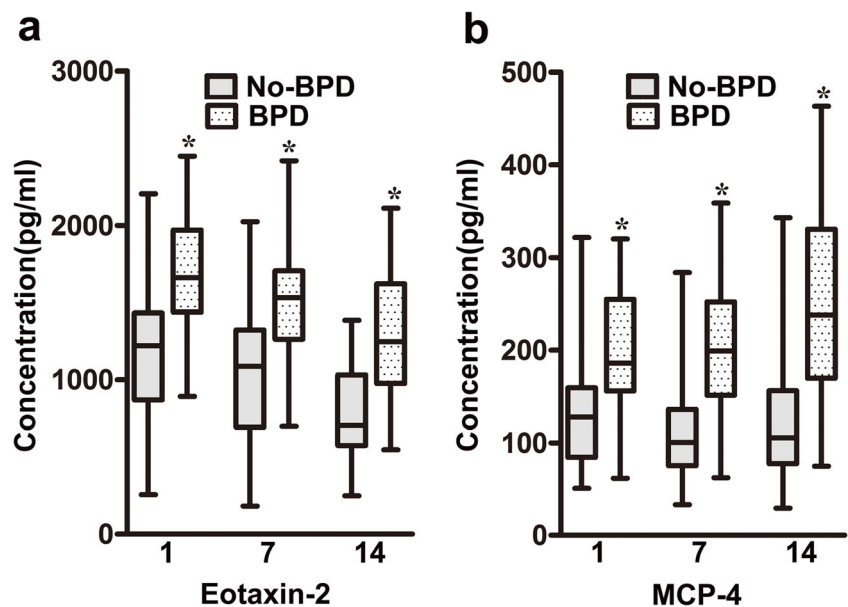 a
3000
2000
1000
0
Concentration(pg/ml)
No-BPD
BPD
*
*
*
1 7 14
Eotaxin-2
b
500
400
300
200
100
0
Concentration(pg/ml)
No-BPD
BPD
*
*
*
1 7 14
MCP-4